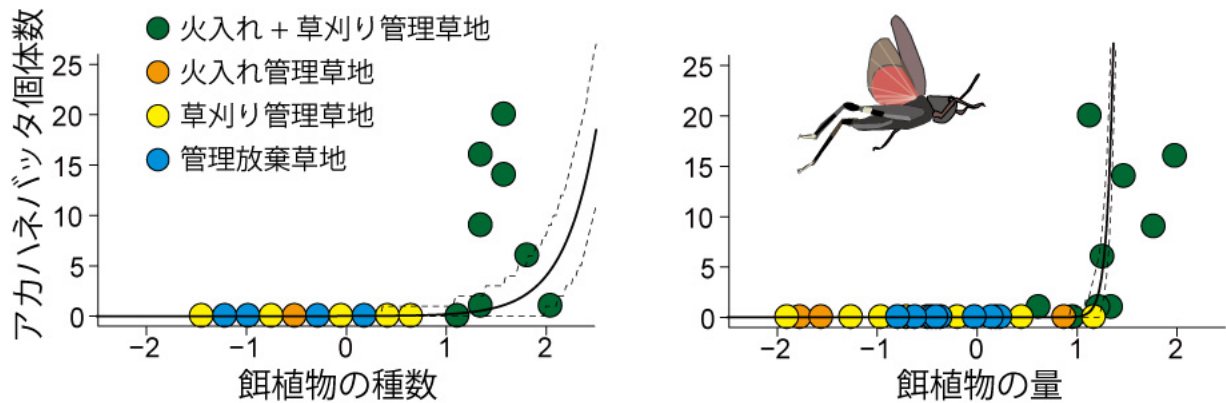 アカハネバッタ個体数
火入れ + 草刈り管理草地
火入れ管理草地
草刈り管理草地
管理放棄草地
25
20
15
10
5
0
−2 −1 0 1 2
餌植物の種数
25
20
15
10
5
0
−2 −1 0 1 2
餌植物の量